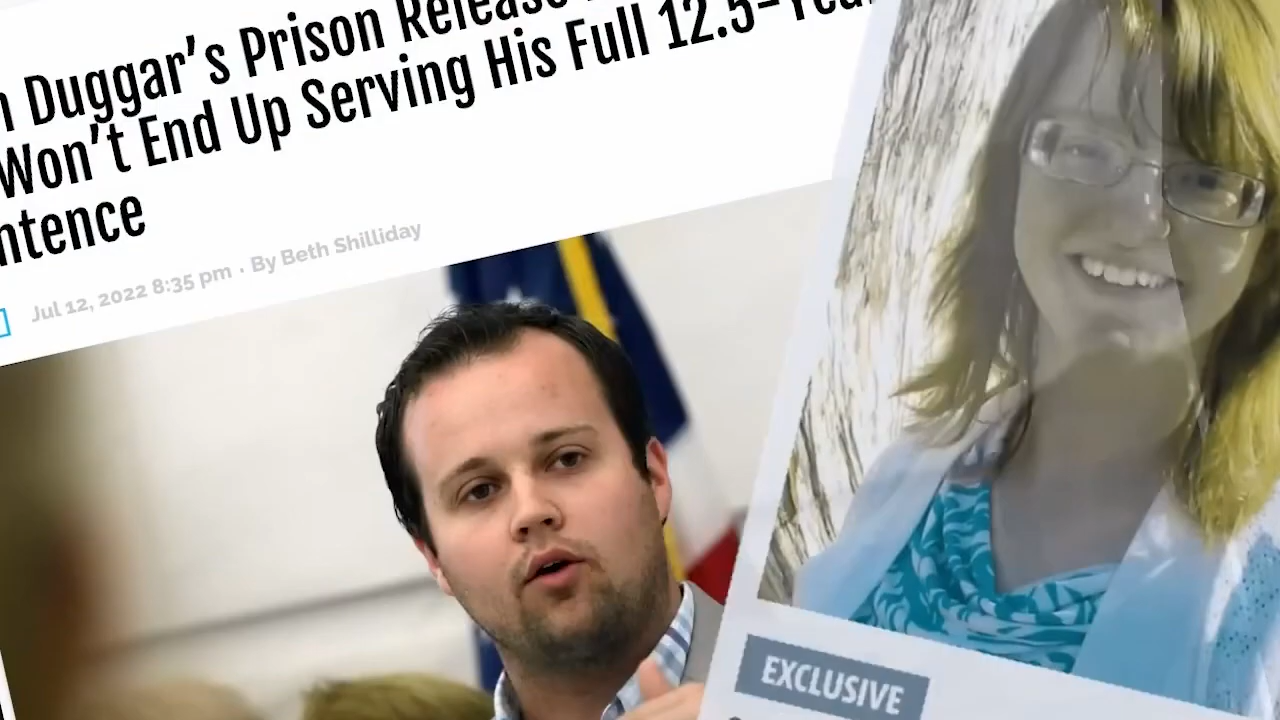 Duggar's Prison Release
Won't End Up Serving His Full 12.5-Year
ntence
Jul 12, 2022 8:35 pm · By Beth Shilliday
EXCLUSIVE